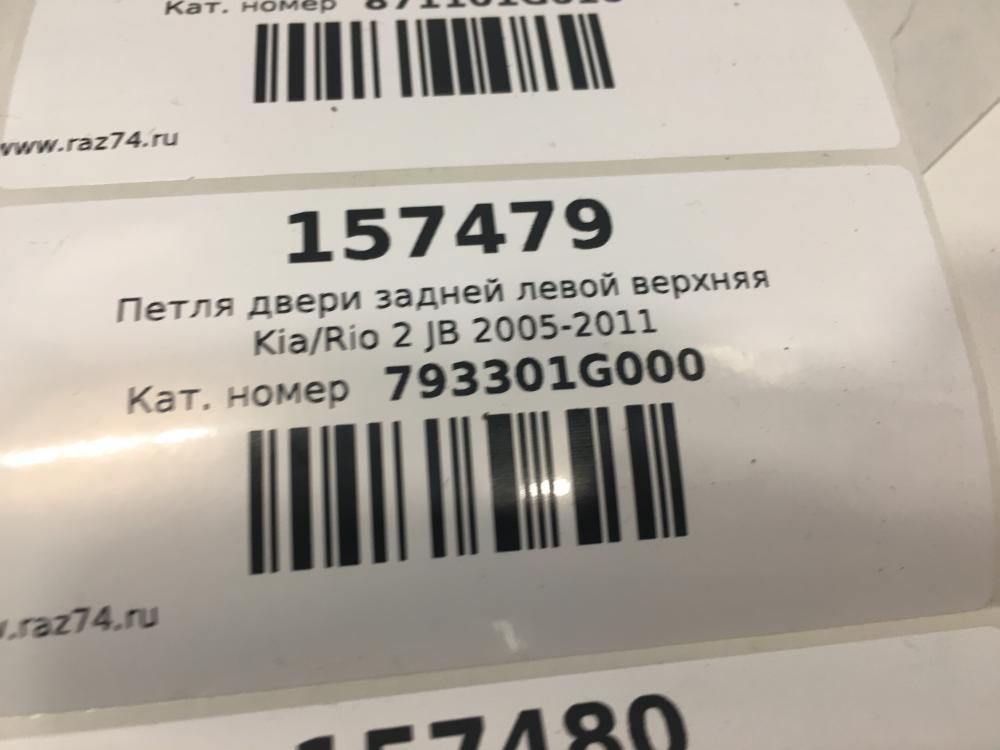 Кат. номер
www.raz74.ru
157479
Петля двери задней левой верхняя
Kia/Rio 2 JB 2005-2011
Кат. номер 793301G000
.raz74.ru
157480